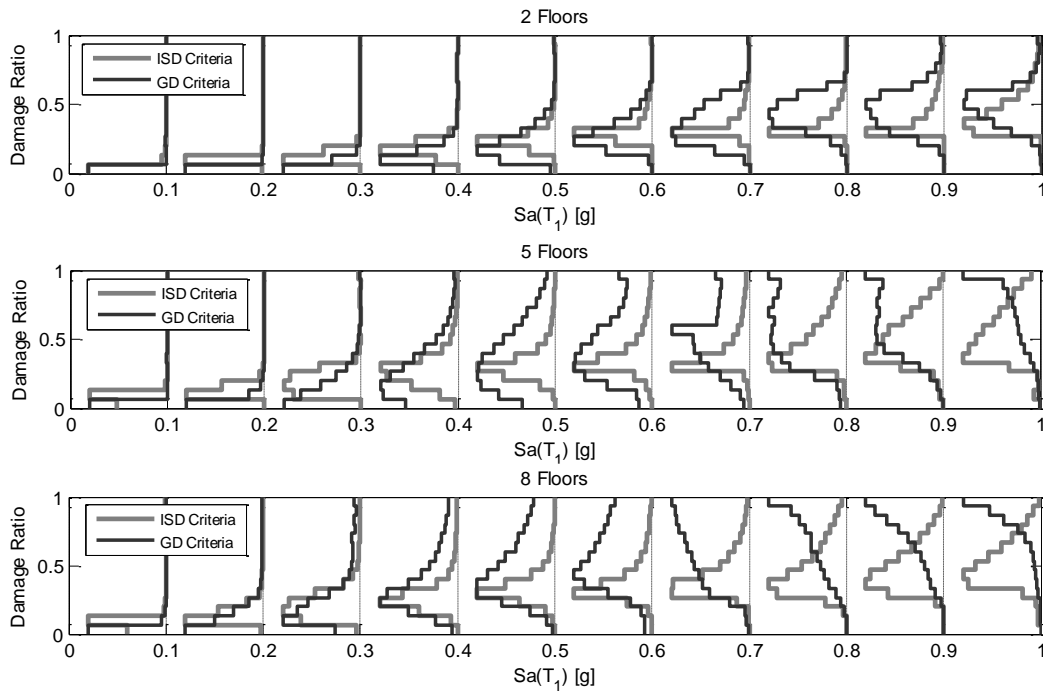 2 Floors
1
ISD Criteria
GD Criteria
0.5
Damage Ratio
0
0 0.1 0.2 0.3 0.4 0.5 0.6 0.7 0.8 0.9 1
Sa(T1) [g]
5 Floors
1
ISD Criteria
GD Criteria
0.5
Damage Ratio
0
0 0.1 0.2 0.3 0.4 0.5 0.6 0.7 0.8 0.9 1
Sa(T1) [g]
8 Floors
1
ISD Criteria
GD Criteria
0.5
Damage Ratio
0
0 0.1 0.2 0.3 0.4 0.5 0.6 0.7 0.8 0.9 1
Sa(T1) [g]